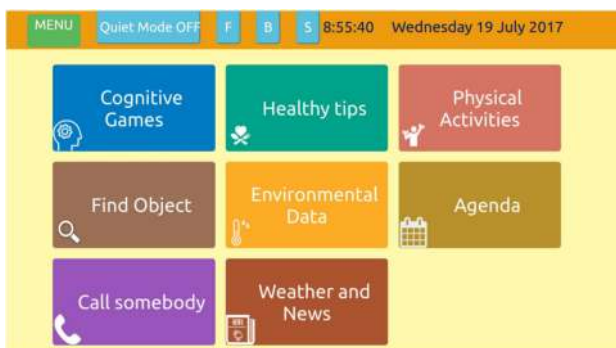 MENU Quiet Mode OFF F B S 8:55:40 Wednesday 19 July 2017
Cognitive
Games
Healthy tips
Physical
Activities
Find Object
Environmental
Data
Agenda
Call somebody
Weather and
News